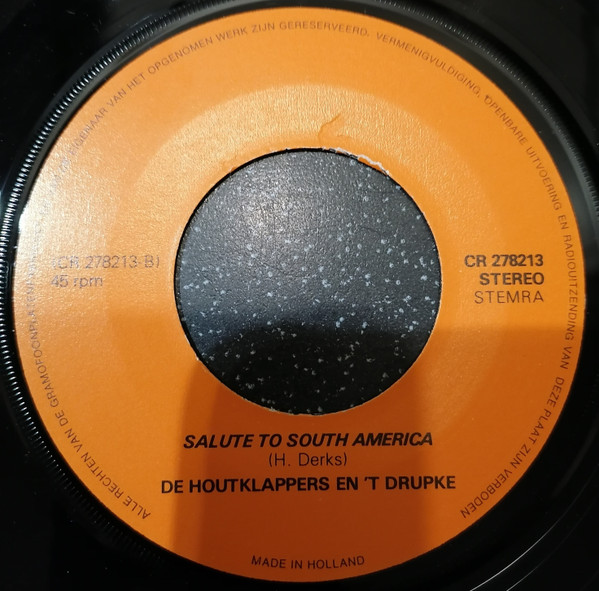 ALLE RECHTEN VAN DE GRAMOFOONPLATENPRODUCENT EN DE EIGENAAR VAN HET OPGENOMEN WERK ZIJN GERESERVEERD. VERMENIGVULDIGING, OPENBARE UITVOERING EN RADIOUITZENDING VAN DEZE PLAAT ZIJN VERBODEN
(CR 278213 B)
45 rpm
CR 278213
STEREO
STEMRA
SALUTE TO SOUTH AMERICA
(H. Derks)
DE HOUTKLAPPERS EN 'T DRUPKE
MADE IN HOLLAND